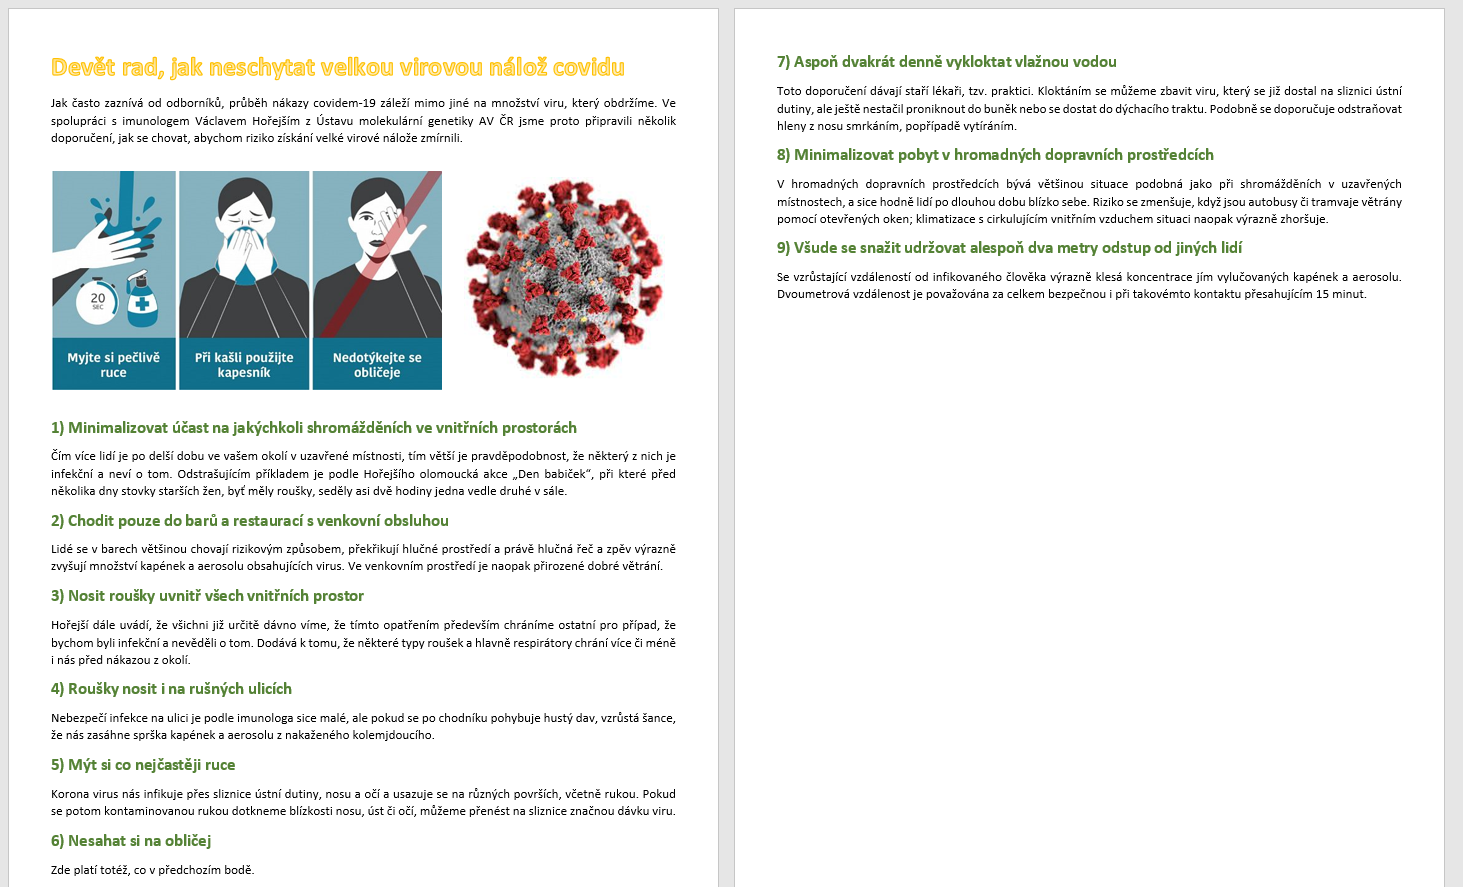 Devět rad, jak neschytat velkou virovou nálož covidu
Jak často zaznívá od odborníků, průběh nákazy covidem-19 záleží mimo jiné na množství viru, který obdržíme. Ve
spolupráci s imunologem Václavem Hořejším z Ústavu molekulární genetiky AV ČR jsme proto připravili několik
doporučení, jak se chovat, abychom riziko získání velké virové nálože zmírnili.
20
SEC
Myjte si pečlivě
ruce
Při kašli použijte
kapesník
Nedotýkejte se
obličeje
1) Minimalizovat účast na jakýchkoli shromážděních ve vnitřních prostorách
Čím více lidí je po delší dobu ve vašem okolí v uzavřené místnosti, tím větší je pravděpodobnost, že některý z nich je
infekční a neví o tom. Odstrašujícím příkladem je podle Hořejšího olomoucká akce „Den babiček“, při které před
několika dny stovky starších žen, byť měly roušky, seděly asi dvě hodiny jedna vedle druhé v sále.
2) Chodit pouze do barů a restaurací s venkovní obsluhou
Lidé se v barech většinou chovají rizikovým způsobem, překřikují hlučné prostředí a právě hlučná řeč a zpěv výrazně
zvyšují množství kapének a aerosolu obsahujících virus. Ve venkovním prostředí je naopak přirozené dobré větrání.
3) Nosit roušky uvnitř všech vnitřních prostor
Hořejší dále uvádí, že všichni již určitě dávno víme, že tímto opatřením především chráníme ostatní pro případ, že
bychom byli infekční a nevěděli o tom. Dodává k tomu, že některé typy roušek a hlavně respirátory chrání více či méně
i nás před nákazou z okolí.
4) Roušky nosit i na rušných ulicích
Nebezpečí infekce na ulici je podle imunologa sice malé, ale pokud se po chodníku pohybuje hustý dav, vzrůstá šance,
že nás zasáhne sprška kapének a aerosolu z nakaženého kolemjdoucího.
5) Mýt si co nejčastěji ruce
Korona virus nás infikuje přes sliznice ústní dutiny, nosu a očí a usazuje se na různých površích, včetně rukou. Pokud
se potom kontaminovanou rukou dotkneme blízkosti nosu, úst či očí, můžeme přenést na sliznice značnou dávku viru.
6) Nesahat si na obličej
Zde platí totéž, co v předchozím bodě.
7) Aspoň dvakrát denně vykloktat vlažnou vodou
Toto doporučení dávají staří lékaři, tzv. praktici. Kloktáním se můžeme zbavit viru, který se již dostal na sliznici ústní
dutiny, ale ještě nestačil proniknout do buněk nebo se dostat do dýchacího traktu. Podobně se doporučuje odstraňovat
hleny z nosu smrkáním, popřípadě vytíráním.
8) Minimalizovat pobyt v hromadných dopravních prostředcích
V hromadných dopravních prostředcích bývá většinou situace podobná jako při shromážděních v uzavřených
místnostech, a sice hodně lidí po dlouhou dobu blízko sebe. Riziko se zmenšuje, když jsou autobusy či tramvaje větrány
pomocí otevřených oken; klimatizace s cirkulujícím vnitřním vzduchem situaci naopak výrazně zhoršuje.
9) Všude se snažit udržovat alespoň dva metry odstup od jiných lidí
Se vzrůstající vzdáleností od infikovaného člověka výrazně klesá koncentrace jím vylučovaných kapének a aerosolu.
Dvoumetrová vzdálenost je považována za celkem bezpečnou i při takovémto kontaktu přesahujícím 15 minut.